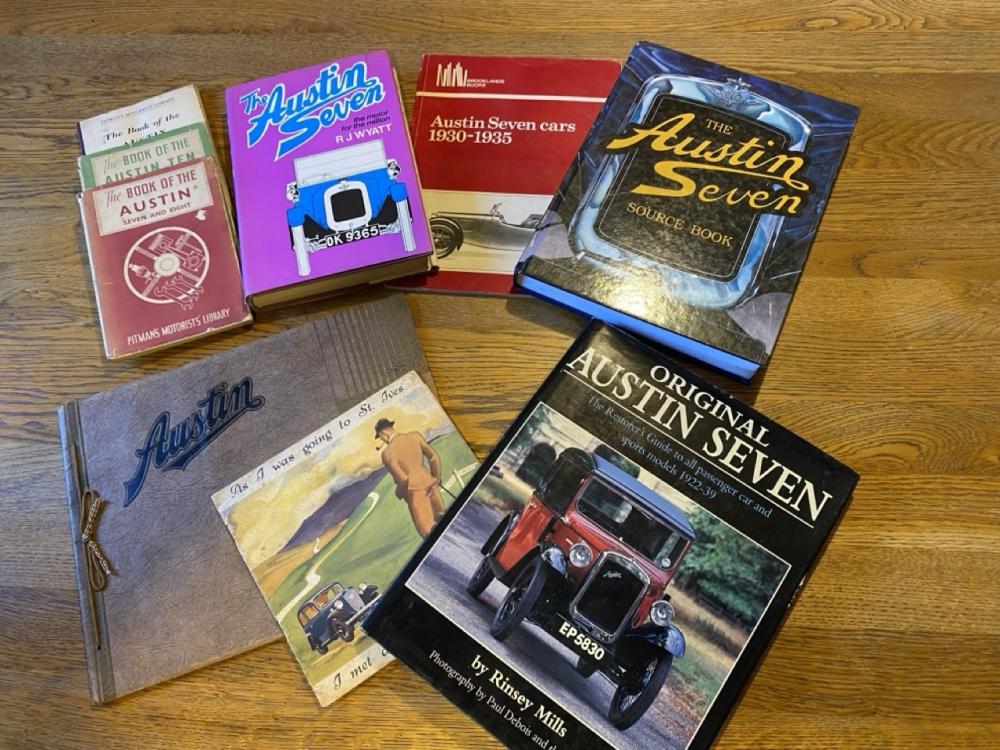 PITMAN'S MOTORISTS' LIBRARY
The Book of the
The BOOK OF THE
AUSTIN TEN
The BOOK OF THE
AUSTIN
SEVEN AND EIGHT
PITMAN'S MOTORISTS' LIBRARY
The
Austin
Seven
the motor
for the million
R J WYATT
OK 9365
BROOKLANDS
BOOKS
Austin Seven cars
1930-1935
THE
Austin
Seven
SOURCE BOOK
Austin
As I was going to St. Ives
I met
ORIGINAL
AUSTIN SEVEN
The Restorer's Guide to all passenger car and
sports models 1922-39
Austin
EP 5830
by Rinsey Mills
Photography by Paul Debois and